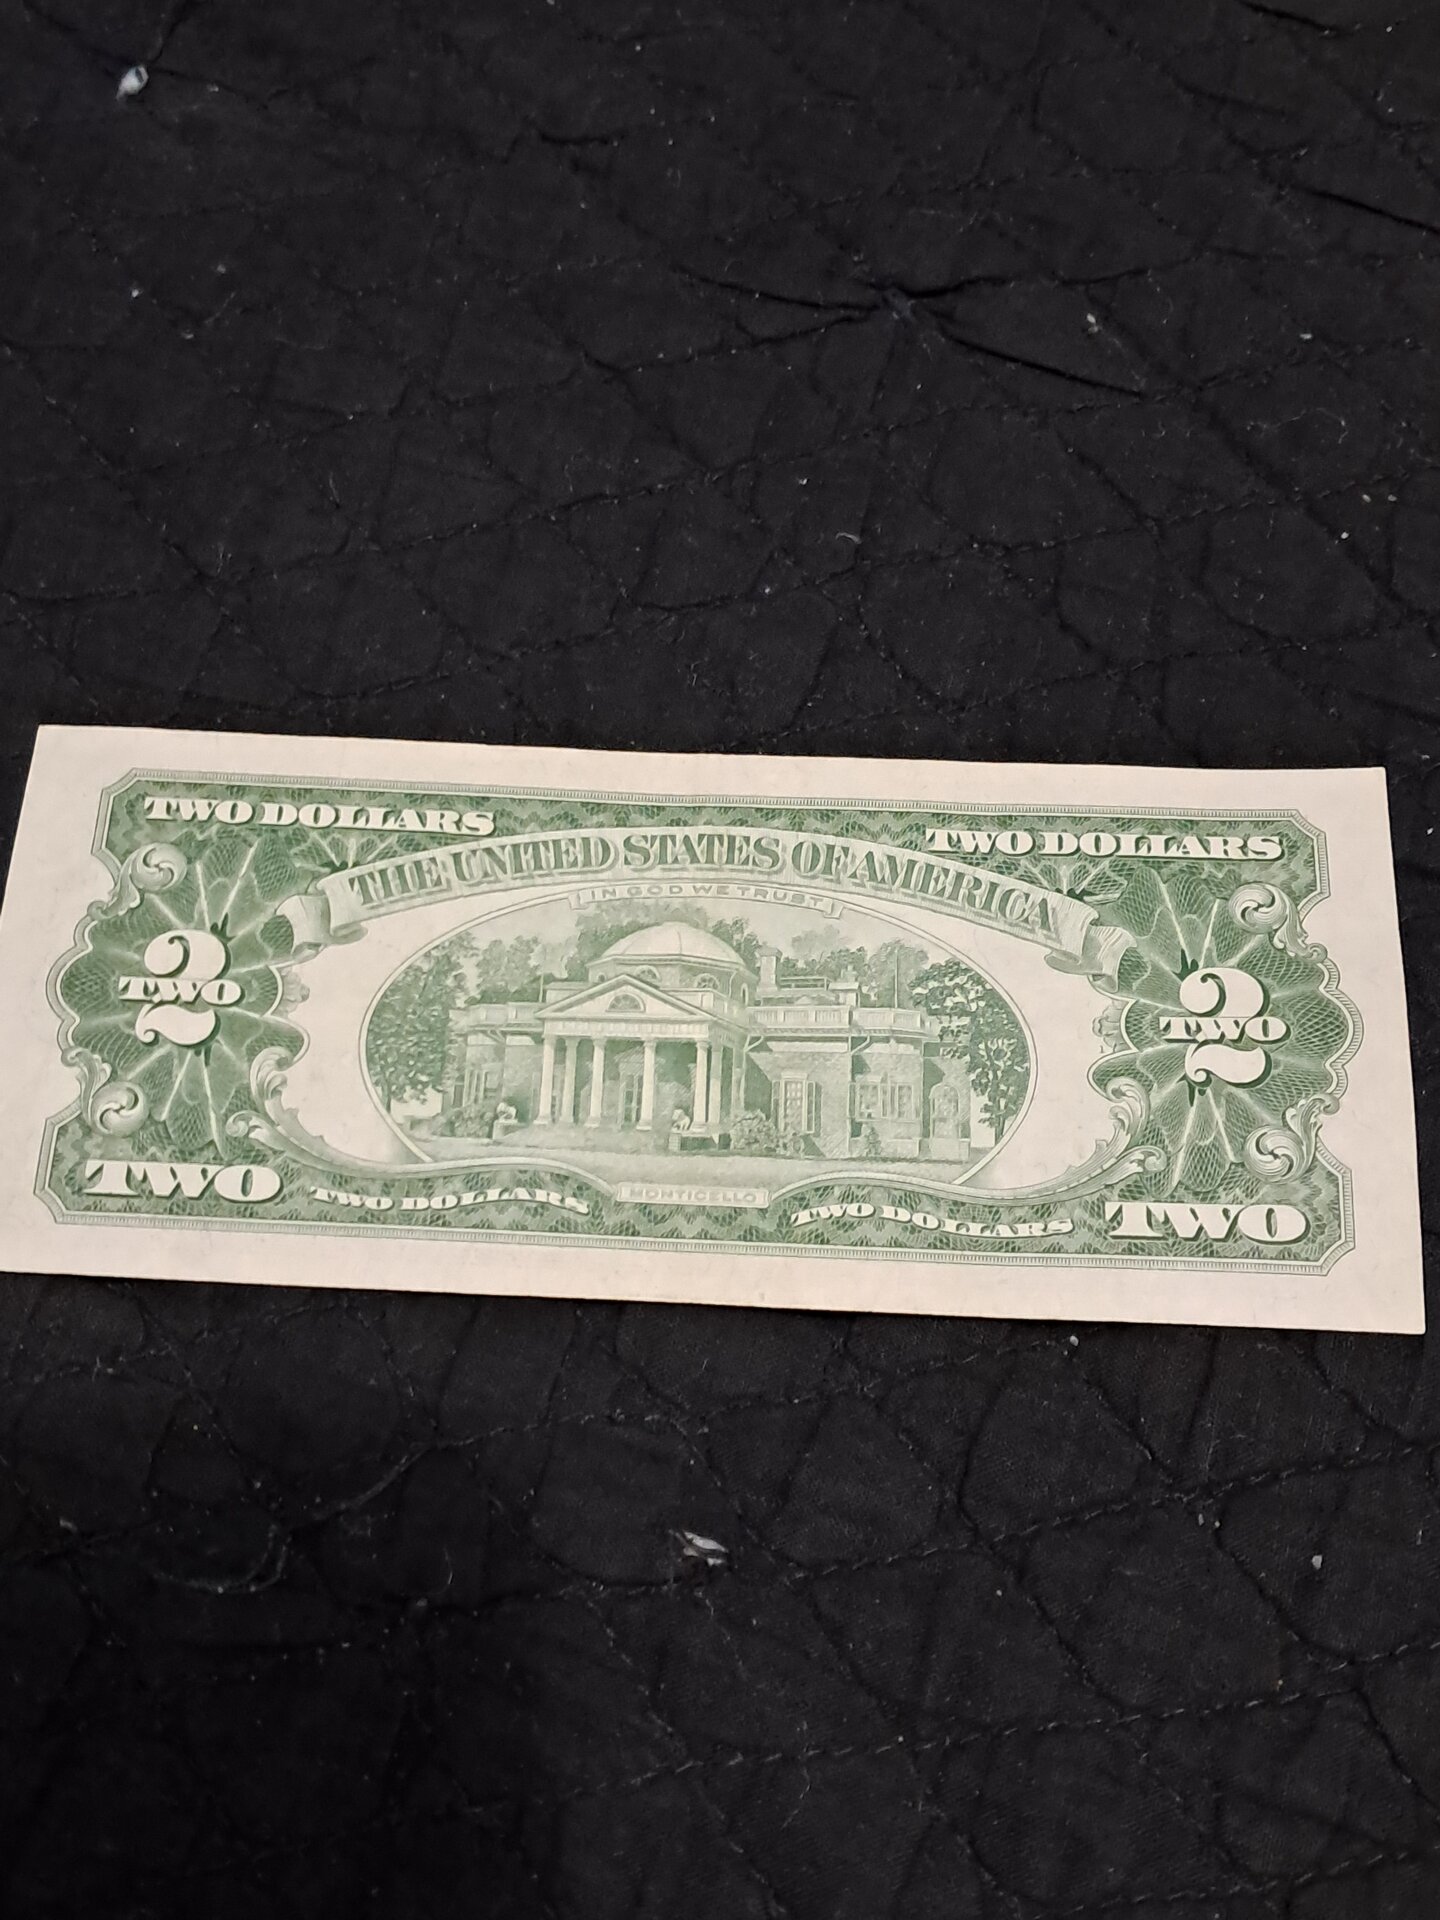 TWO DOLLARS
TWO DOLLARS
THE UNITED STATES OF AMERICA
IN GOD WE TRUST
2
TWO
2
TWO
TWO
TWO DOLLARS
MONTICELLO
TWO DOLLARS
TWO